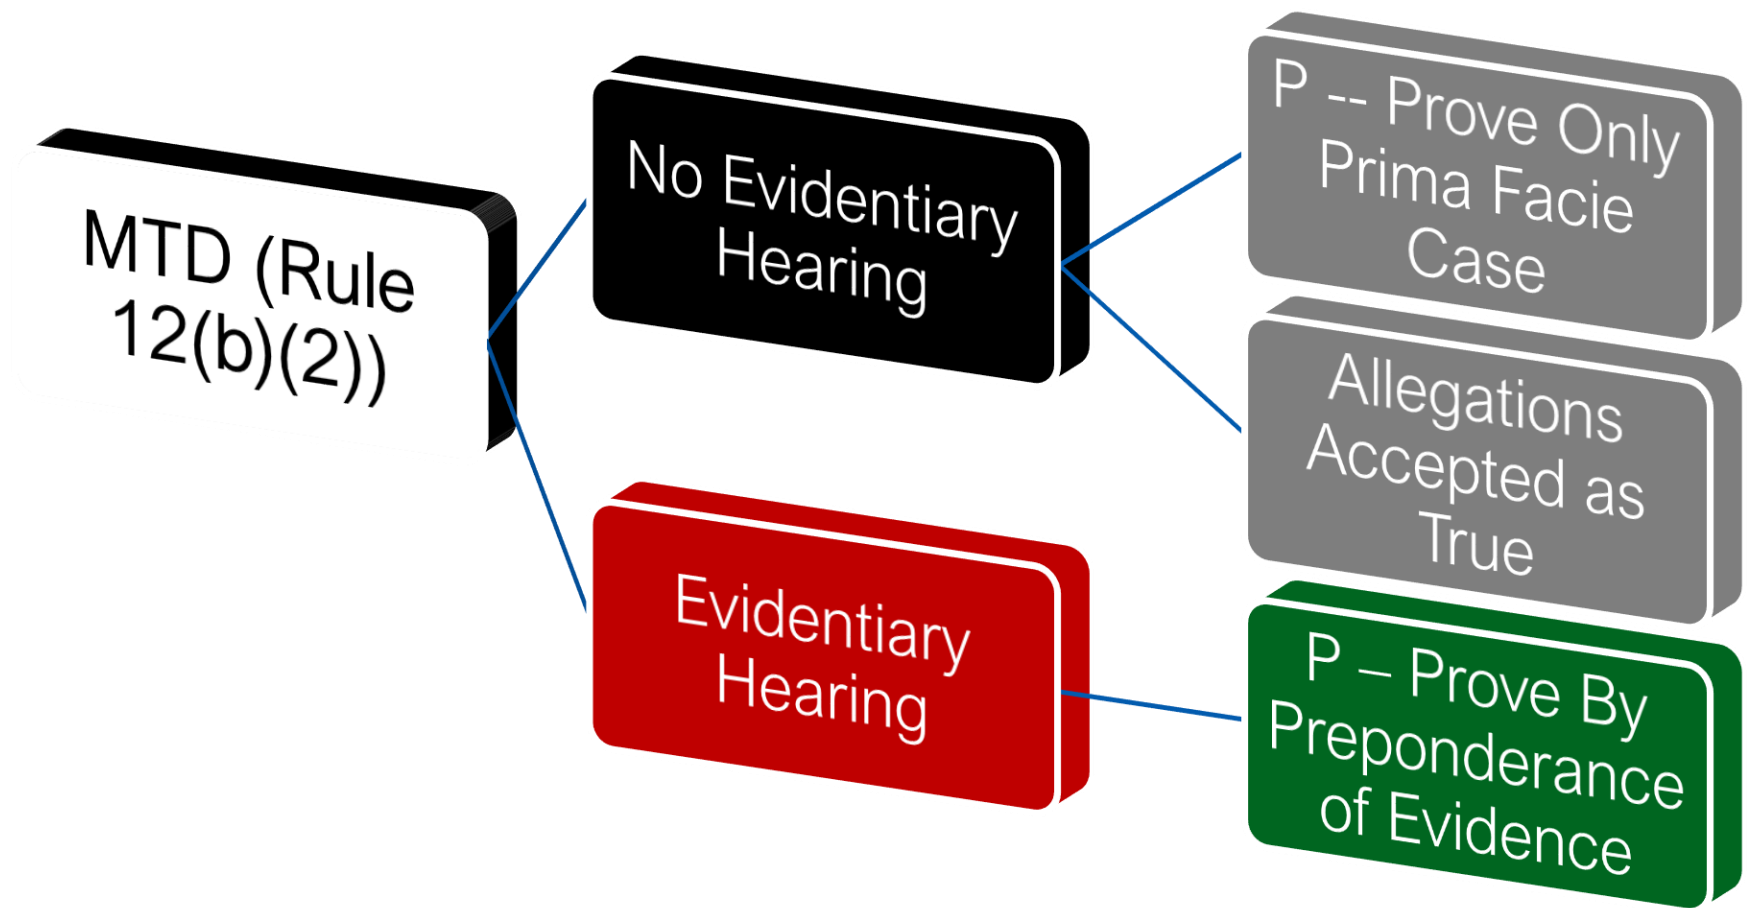 MTD (Rule
12(b)(2))
No Evidentiary
Hearing
Evidentiary
Hearing
P -- Prove Only
Prima Facie
Case
Allegations
Accepted as
True
P – Prove By
Preponderance
of Evidence